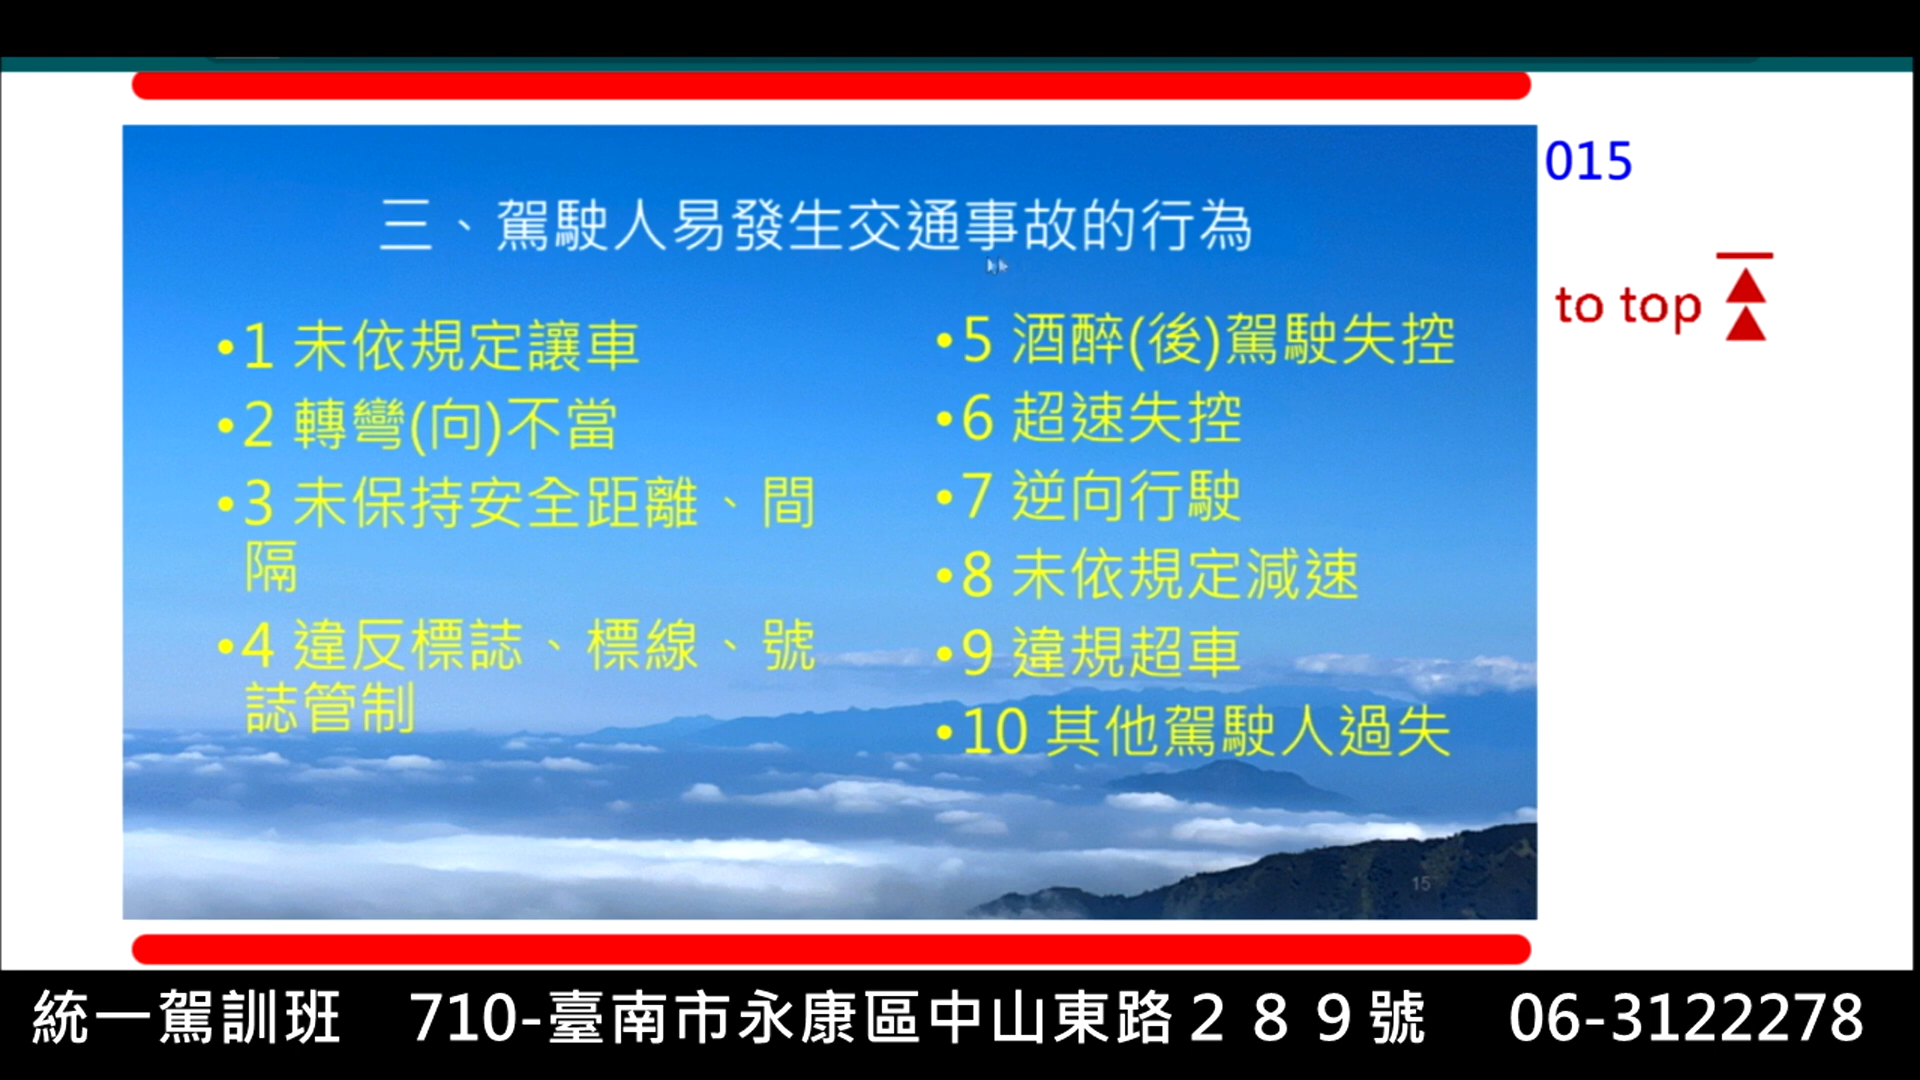 三、駕駛人易發生交通事故的行為
•1 未依規定讓車
•2 轉彎(向)不當
•3 未保持安全距離、間
隔
•4 違反標誌、標線、號
誌管制
•5 酒醉(後)駕駛失控
•6 超速失控
•7 逆向行駛
•8 未依規定減速
•9 違規超車
•10 其他駕駛人過失
15
015
to top
統一駕訓班 710-臺南市永康區中山東路２８９號 06-3122278